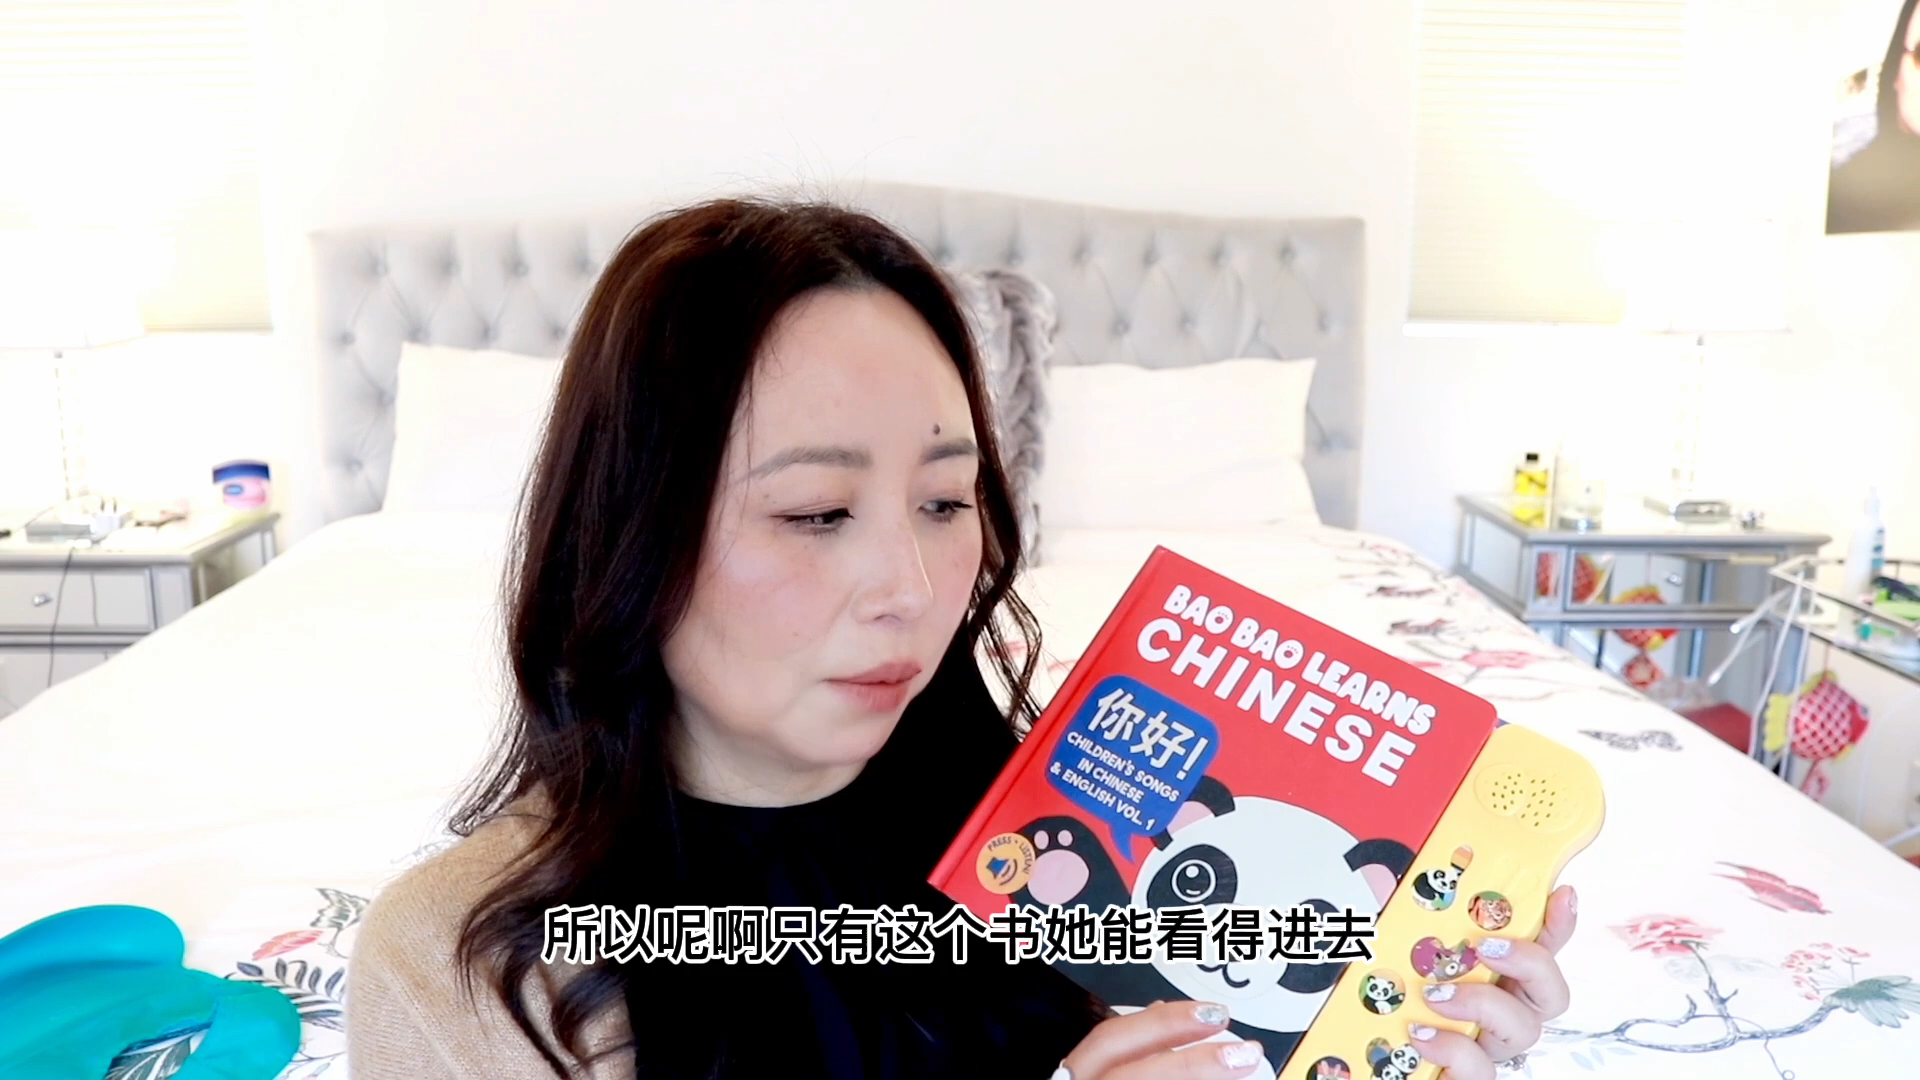 BAO BAO LEARNS
CHINESE
你好!
CHILDREN'S SONGS
IN CHINESE
& ENGLISH VOL. 1
PRESS + LISTEN!
所以呢啊只有这个书她能看得进去